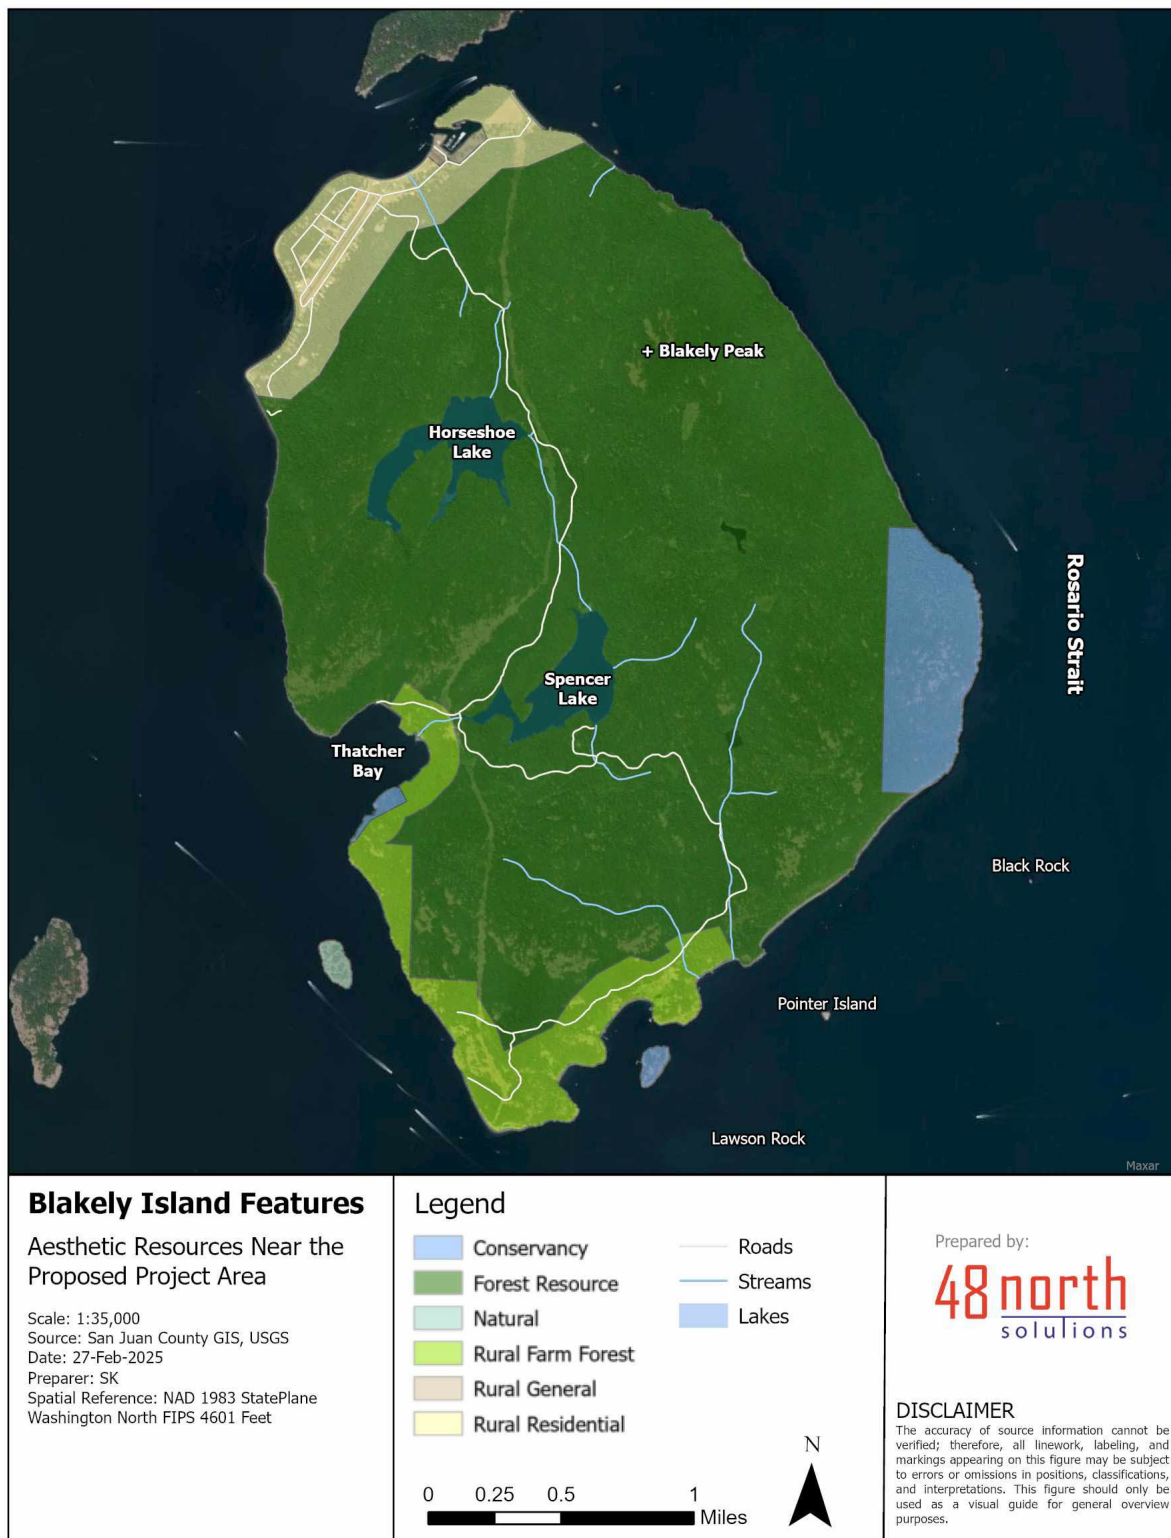 + Blakely Peak
Horseshoe
Lake
Rosario Strait
Spencer
Lake
Thatcher
Bay
Black Rock
Pointer Island
Lawson Rock
Maxar
Blakely Island Features
Aesthetic Resources Near the
Proposed Project Area
Scale: 1:35,000
Source: San Juan County GIS, USGS
Date: 27-Feb-2025
Preparer: SK
Spatial Reference: NAD 1983 StatePlane
Washington North FIPS 4601 Feet
Legend
Conservancy
Forest Resource
Natural
Rural Farm Forest
Rural General
Rural Residential
Roads
Streams
Lakes
0 0.25 0.5 1
Miles
N
Prepared by:
48 north
solutions
DISCLAIMER
The accuracy of source information cannot be
verified; therefore, all linework, labeling, and
markings appearing on this figure may be subject
to errors or omissions in positions, classifications,
and interpretations. This figure should only be
used as a visual guide for general overview
purposes.